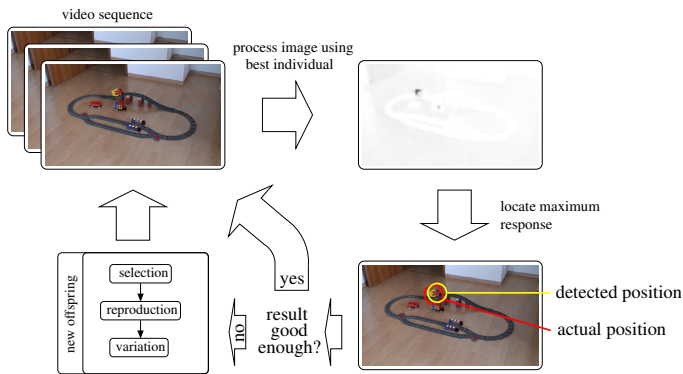 video sequence
process image using
best individual
locate maximum
response
detected position
actual position
yes
result
good
enough?
no
new offspring
selection
reproduction
variation